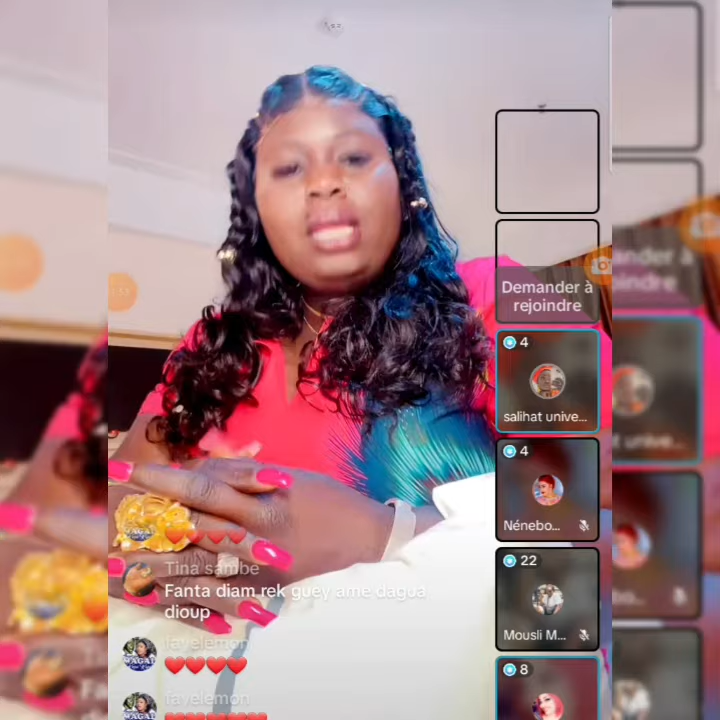 Demander à
rejoindre
4
salihat unive...
4
Nénebo...
22
Mousli M...
8
Tina sambe
Fanta diam rek guey ame dagua
dioup
fayelemon
fayelemon